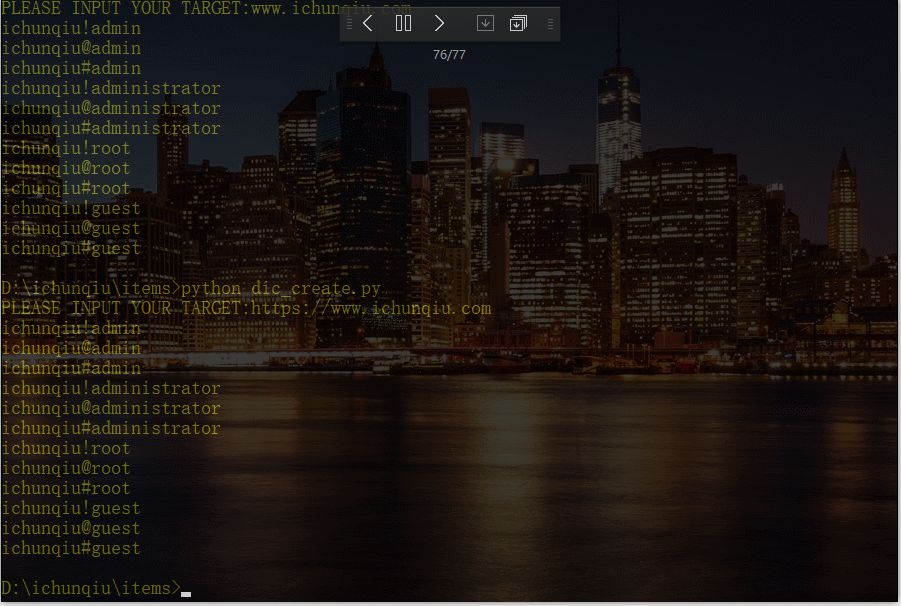 PLEASE INPUT YOUR TARGET:www.ichunqiu.com
76/77
ichunqiu!admin
ichunqiu@admin
ichunqiu#admin
ichunqiu!administrator
ichunqiu@administrator
ichunqiu#administrator
ichunqiu!root
ichunqiu@root
ichunqiu#root
ichunqiu!guest
ichunqiu@guest
ichunqiu#guest
D:\ichunqiu\items>python dic_create.py
PLEASE INPUT YOUR TARGET:https://www.ichunqiu.com
ichunqiu!admin
ichunqiu@admin
ichunqiu#admin
ichunqiu!administrator
ichunqiu@administrator
ichunqiu#administrator
ichunqiu!root
ichunqiu@root
ichunqiu#root
ichunqiu!guest
ichunqiu@guest
ichunqiu#guest
D:\ichunqiu\items>